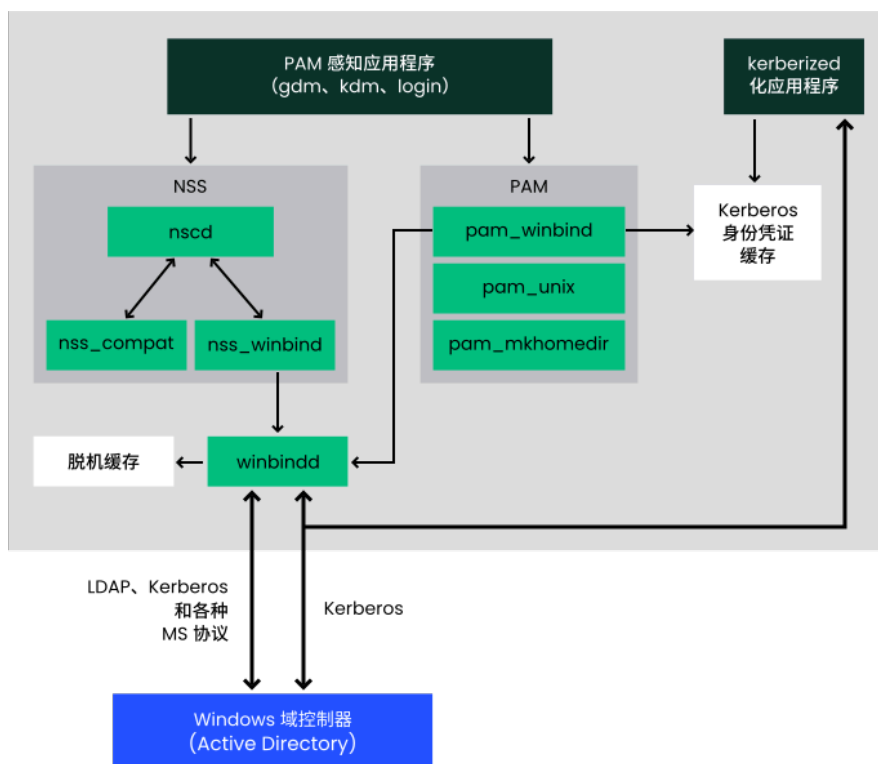 PAM 感知应用程序
（gdm、kdm、login）
kerberized
化应用程序
NSS
nscd
nss_compat
nss_winbind
PAM
pam_winbind
pam_unix
pam_mkhomedir
Kerberos
身份凭证
缓存
脱机缓存
winbindd
LDAP、Kerberos
和各种
MS 协议
Kerberos
Windows 域控制器
(Active Directory)